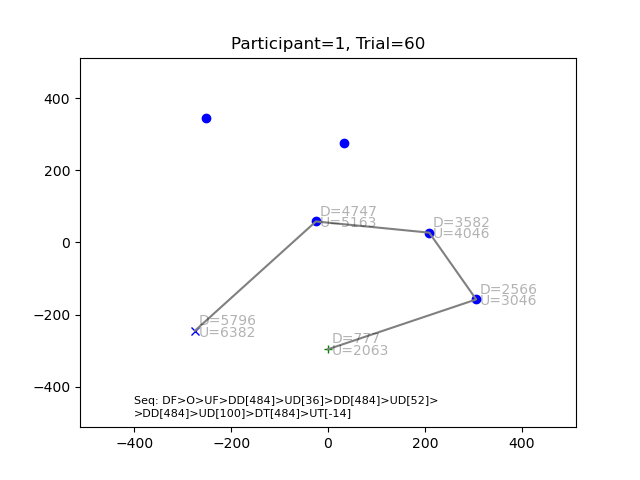 Participant=1, Trial=60
400
200
0
−200
−400
D=4747
U=5163
D=3582
U=4046
D=2566
U=3046
D=5796
U=6382
D=777
U=2063
Seq: DF>O>UF>DD[484]>UD[36]>DD[484]>UD[52]>
>DD[484]>UD[100]>DT[484]>UT[-14]
−400
−200
0
200
400